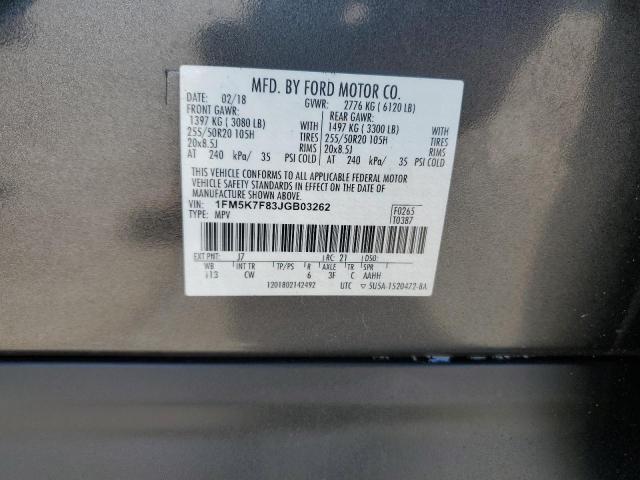 MFD. BY FORD MOTOR CO.
DATE: 02/18 GVWR: 2776 KG ( 6120 LB)
FRONT GAWR: REAR GAWR:
1397 KG ( 3080 LB) WITH 1497 KG ( 3300 LB) WITH
255/50R20 105H TIRES 255/50R20 105H TIRES
20x8.5J RIMS 20x8.5J RIMS
AT 240 kPa/ 35 PSI COLD AT 240 kPa/ 35 PSI COLD
THIS VEHICLE CONFORMS TO ALL APPLICABLE FEDERAL MOTOR
VEHICLE SAFETY STANDARDS IN EFFECT ON THE DATE OF
MANUFACTURE SHOWN ABOVE.
VIN: 1FM5K7F83JGB03262 F0265
TYPE: MPV T0387
EXT PNT: J7 RC: 21 DSO:
WB INT TR TP/PS R AXLE TR SPR
113 CW 6 3F C AAHH
1201802142492 UTC ▽ 5U5A-1520472-BA